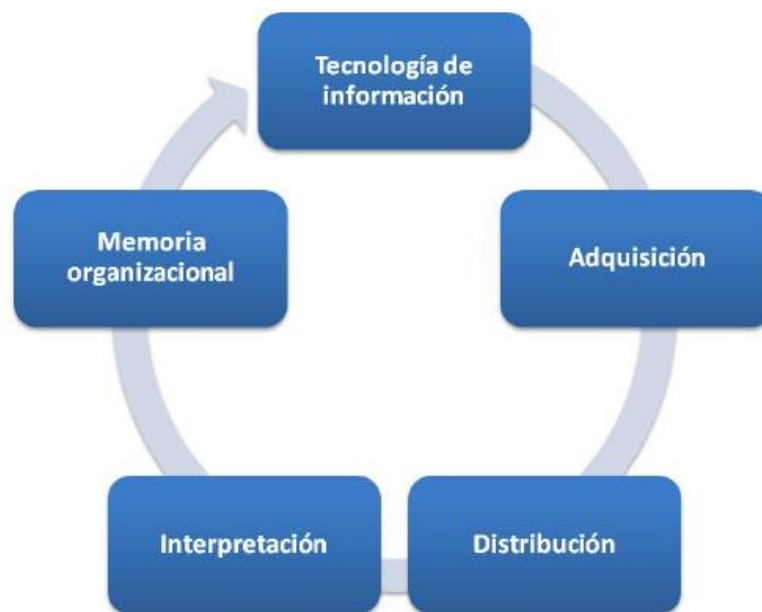 Tecnología de
información
Adquisición
Distribución
Interpretación
Memoria
organizacional